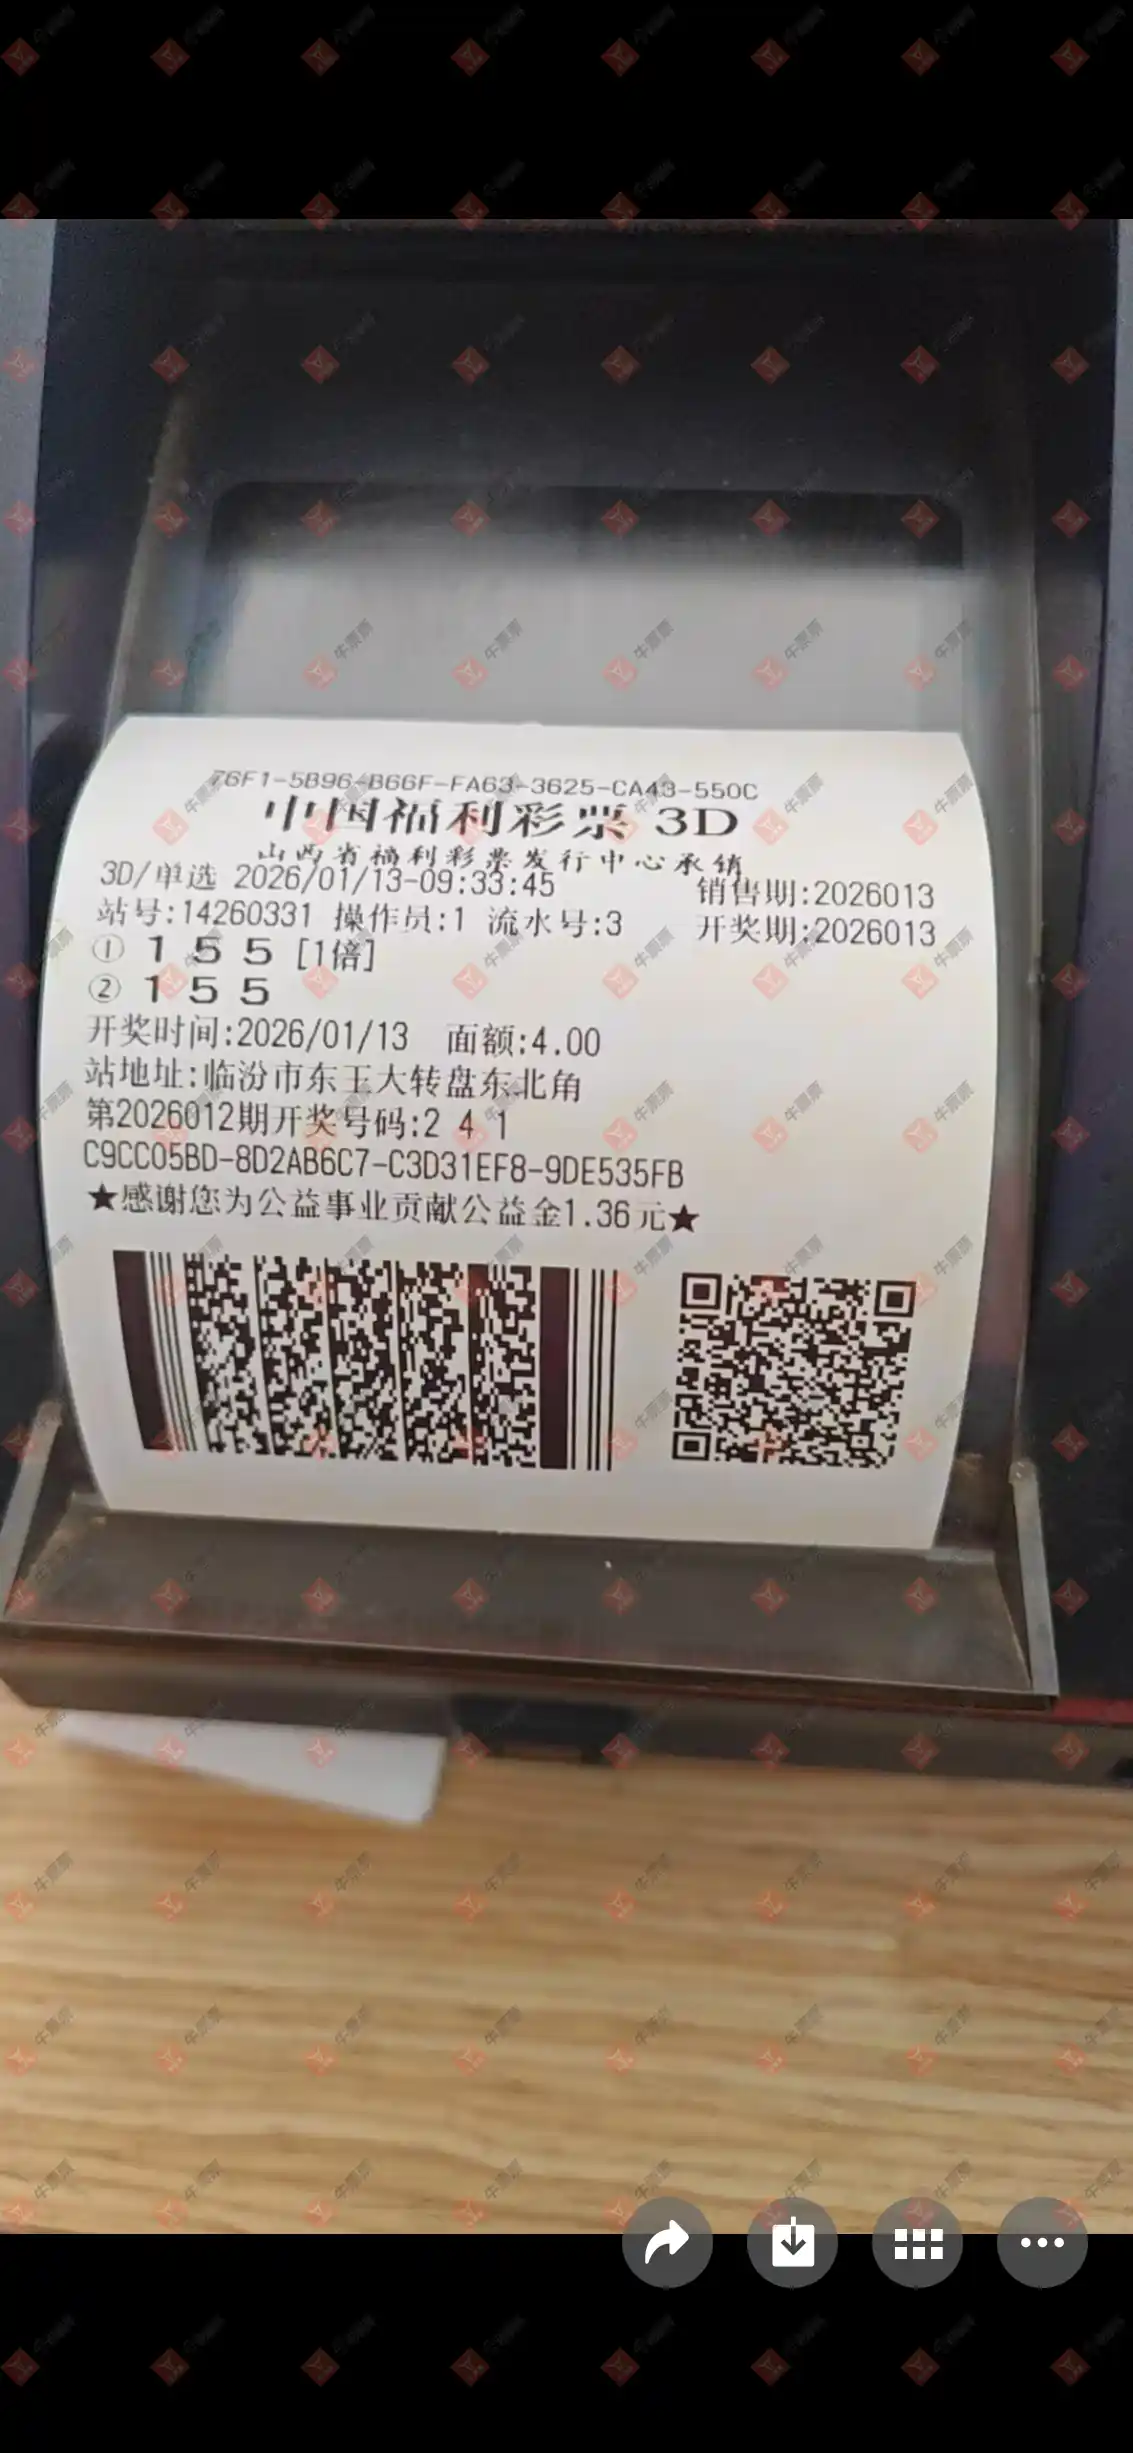 76F1-5B96-B66F-FA63-3625-CA43-550C
中国福利彩票 3D
山西省福利彩票发行中心承销
3D/单选 2026/01/13-09:33:45 销售期:2026013
站号:14260331 操作员:1 流水号:3 开奖期:2026013
① 1 5 5 [1倍]
② 1 5 5
开奖时间:2026/01/13 面额:4.00
站地址:临汾市东王大转盘东北角
第2026012期开奖号码:2 4 1
C9CC05BD-8D2AB6C7-C3D31EF8-9DE535FB
★感谢您为公益事业贡献公益金1.36元★
牛票票